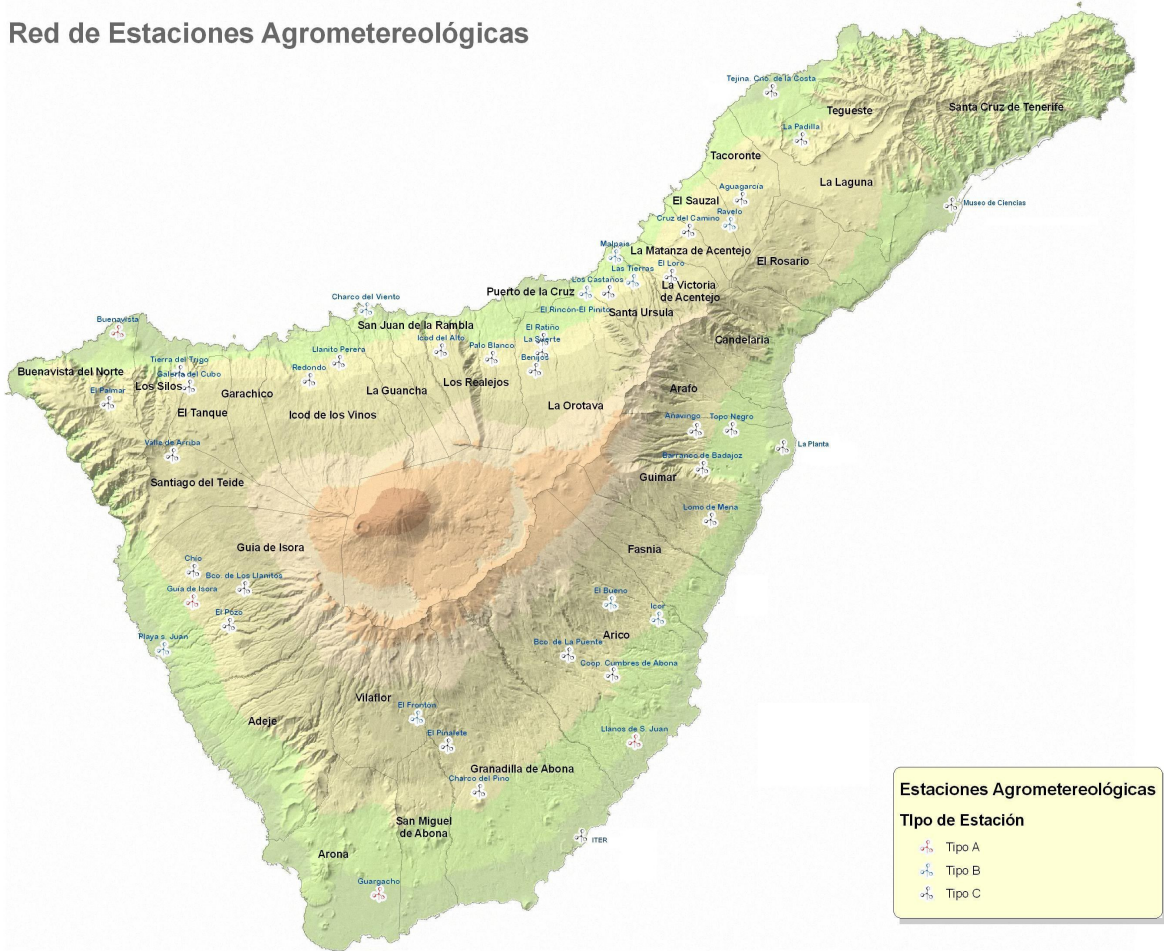 Red de Estaciones Agrometereológicas
Tejina. Cno. de la Costa
Tegueste
Santa Cruz de Tenerife
La Padilla
Tacoronte
La Laguna
Aguagarcia
El Sauzal
Museo de Ciencias
Ravelo
Cruz del Camino
Malpais
La Matanza de Acentejo
El Rosario
El Loro
Las Tierras
Los Castaños
La Victoria
de Acentejo
Puerto de la Cruz
Charco del Viento
El Rincón-El Pinito
Santa Ursula
Buenavista
San Juan de la Rambla
El Ratiño
Icod del Alto
La Suerte
Candelaria
Palo Blanco
Llanito Perera
Benijos
Tierra del Trigo
Redondo
Buenavista del Norte
Galería del Cubo
Los Silos
El Palmar
Garachico
La Guancha
Los Realejos
Arafo
El Tanque
Icod de los Vinos
La Orotava
Añavingo
Topo Negro
Valle de Arriba
La Planta
Barranco de Badajoz
Santiago del Teide
Guimar
Lomo de Mena
Guia de Isora
Fasnia
Chio
Bco. de Los Llanitos
Guía de Isora
El Bueno
El Pozo
Icor
Playa s. Juan
Arico
Bco. de La Puente
Coop. Cumbres de Abona
Vilaflor
El Frontón
Adeje
El Pinalete
Llanos de S. Juan
Granadilla de Abona
Charco del Pino
San Miguel
de Abona
ITER
Arona
Guargacho
Estaciones Agrometereológicas
TIpo de Estación
Tipo A
Tipo B
Tipo C